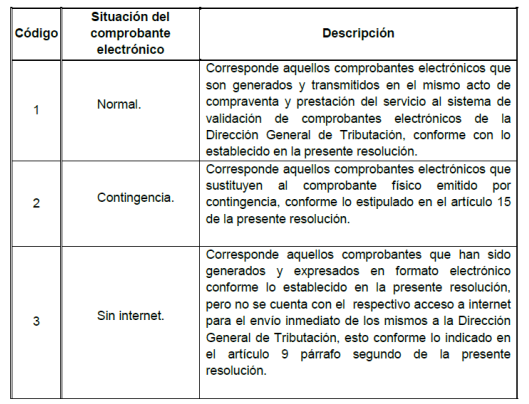 Código
Situación del
comprobante
electrónico
Descripción
1
Normal.
Corresponde aquellos comprobantes electrónicos que
son generados y transmitidos en el mismo acto de
compraventa y prestación del servicio al sistema de
validación de comprobantes electrónicos de la
Dirección General de Tributación, conforme con lo
establecido en la presente resolución.
2
Contingencia.
Corresponde aquellos comprobantes electrónicos que
sustituyen al comprobante físico emitido por
contingencia, conforme lo estipulado en el artículo 15
de la presente resolución.
3
Sin internet.
Corresponde aquellos comprobantes que han sido
generados y expresados en formato electrónico
conforme lo establecido en la presente resolución,
pero no se cuenta con el respectivo acceso a internet
para el envío inmediato de los mismos a la Dirección
General de Tributación, esto conforme lo indicado en
el artículo 9 párrafo segundo de la presente
resolución.